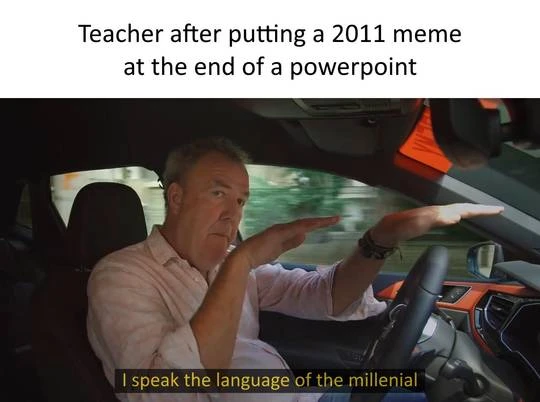 Teacher after putting a 2011 meme
at the end of a powerpoint
I speak the language of the millenial